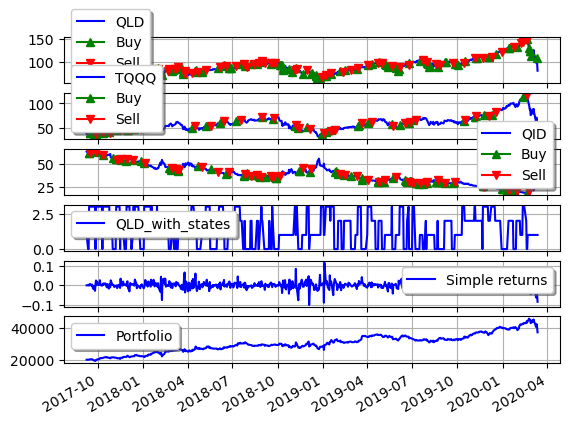 QLD
Buy
Sell
150
100
TQQQ
Buy
Sell
100
50
QID
Buy
Sell
50
25
QLD_with_states
2.5
0.0
Simple returns
0.1
0.0
−0.1
Portfolio
40000
20000
2017-10
2018-01
2018-04
2018-07
2018-10
2019-01
2019-04
2019-07
2019-10
2020-01
2020-04